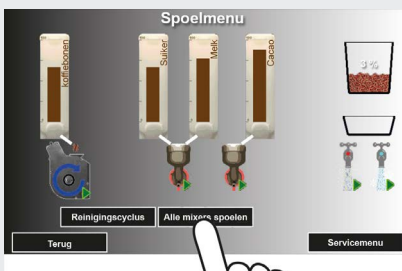 Spoelmenu
koffiebonen
Suiker
Melk
Cacao
3 %
Reinigingscyclus
Alle mixers spoelen
Terug
Servicemenu